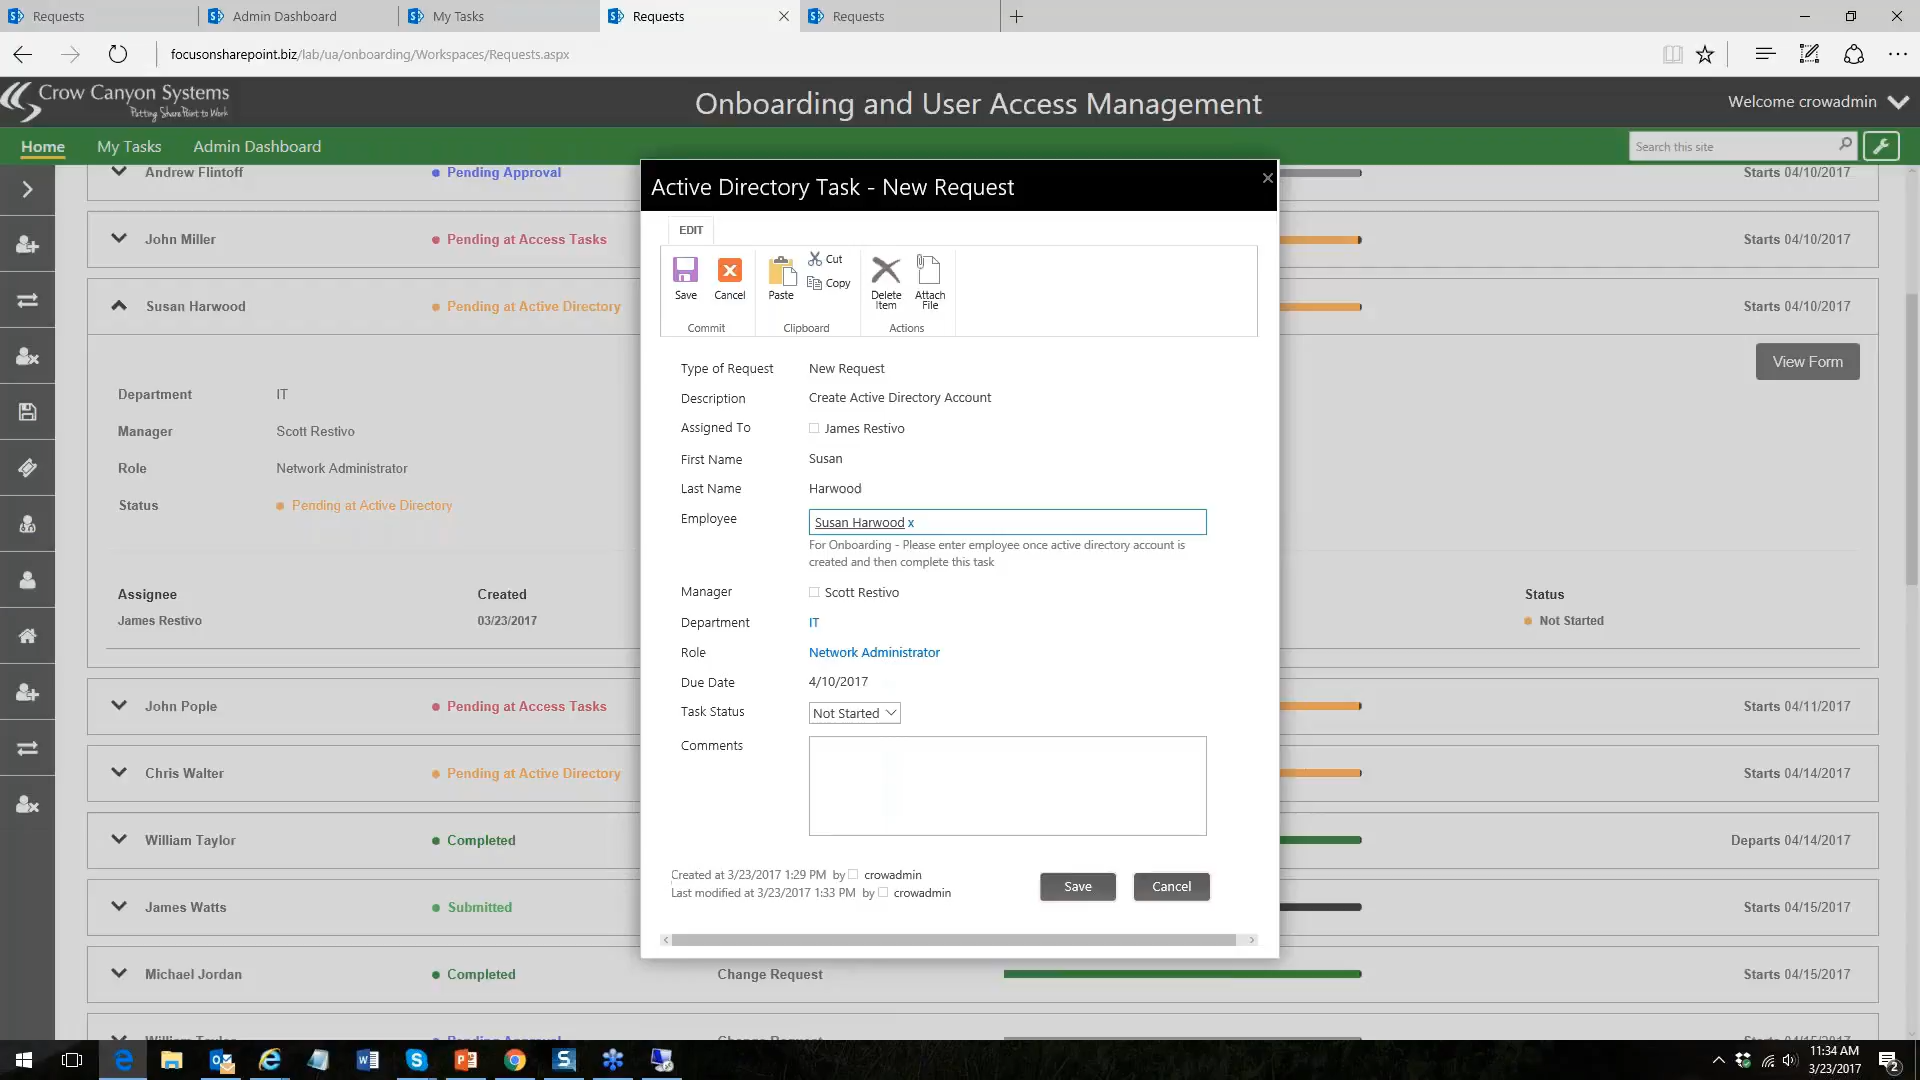 Requests
Admin Dashboard
My Tasks
Requests
Requests
focusonsharepoint.biz/lab/ua/onboarding/Workspaces/Requests.aspx
Crow Canyon Systems
Putting SharePoint to Work
Onboarding and User Access Management
Welcome crowadmin
Home
My Tasks
Admin Dashboard
Search this site
Andrew Flintoff
Pending Approval
Starts 04/10/2017
John Miller
Pending at Access Tasks
Starts 04/10/2017
Susan Harwood
Pending at Active Directory
Starts 04/10/2017
View Form
Department
IT
Manager
Scott Restivo
Role
Network Administrator
Status
Pending at Active Directory
Assignee
Created
Status
James Restivo
03/23/2017
Not Started
John Pople
Pending at Access Tasks
Starts 04/11/2017
Chris Walter
Pending at Active Directory
Starts 04/14/2017
William Taylor
Completed
Departs 04/14/2017
James Watts
Submitted
Starts 04/15/2017
Michael Jordan
Completed
Change Request
Starts 04/15/2017
Active Directory Task - New Request
EDIT
Save
Cancel
Paste
Cut
Copy
Delete Item
Attach File
Commit
Clipboard
Actions
Type of Request
New Request
Description
Create Active Directory Account
Assigned To
James Restivo
First Name
Susan
Last Name
Harwood
Employee
Susan Harwood x
For Onboarding - Please enter employee once active directory account is
created and then complete this task
Manager
Scott Restivo
Department
IT
Role
Network Administrator
Due Date
4/10/2017
Task Status
Not Started
Comments
Created at 3/23/2017 1:29 PM by crowadmin
Last modified at 3/23/2017 1:33 PM by crowadmin
Save
Cancel
11:34 AM
3/23/2017
2